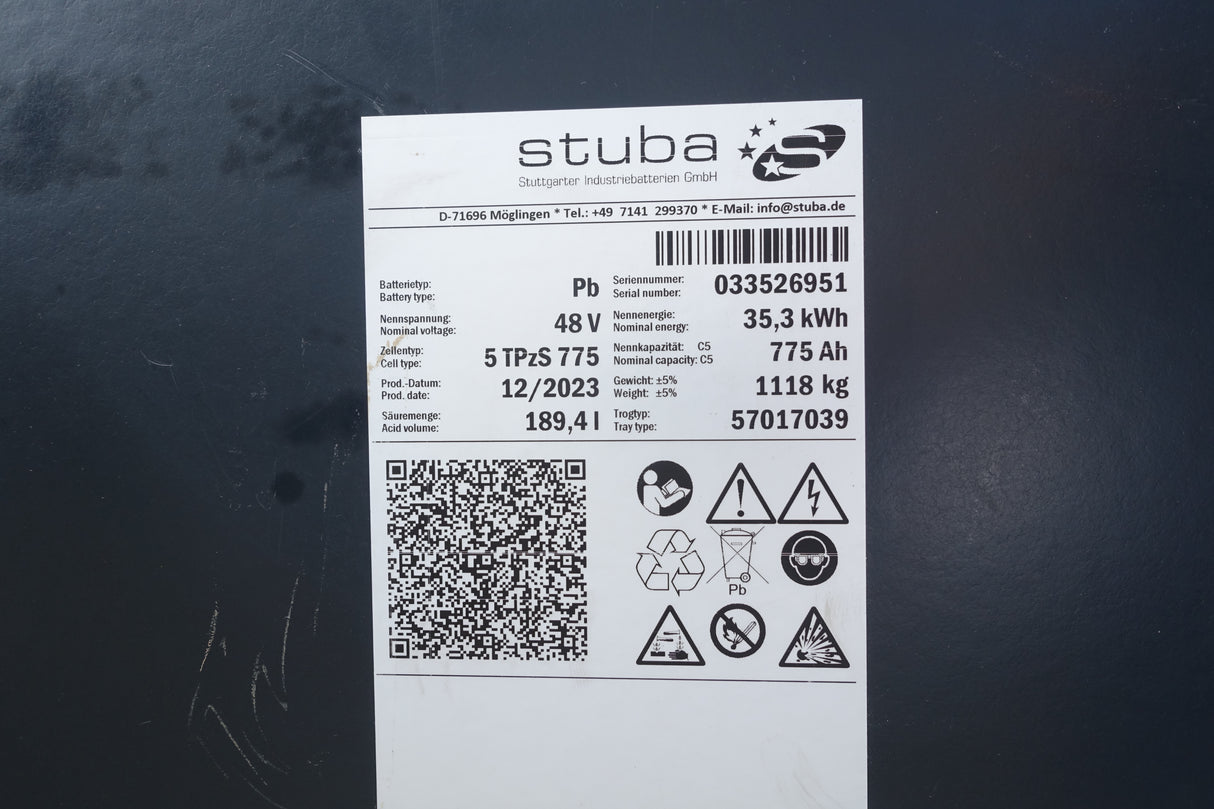 stuba
Stuttgarter Industriebatterien GmbH
D-71696 Möglingen * Tel.: +49 7141 299370 * E-Mail: info@stuba.de
Batterietyp:
Battery type:
Pb
Seriennummer:
Serial number:
033526951
Nennspannung:
Nominal voltage:
48 V
Nennenergie:
Nominal energy:
35,3 kWh
Zellentyp:
Cell type:
5 TPzS 775
Nennkapazität: C5
Nominal capacity: C5
775 Ah
Prod.-Datum:
Prod. date:
12/2023
Gewicht: ±5%
Weight: ±5%
1118 kg
Säuremenge:
Acid volume:
189,4 l
Trogtyp:
Tray type:
57017039
Pb